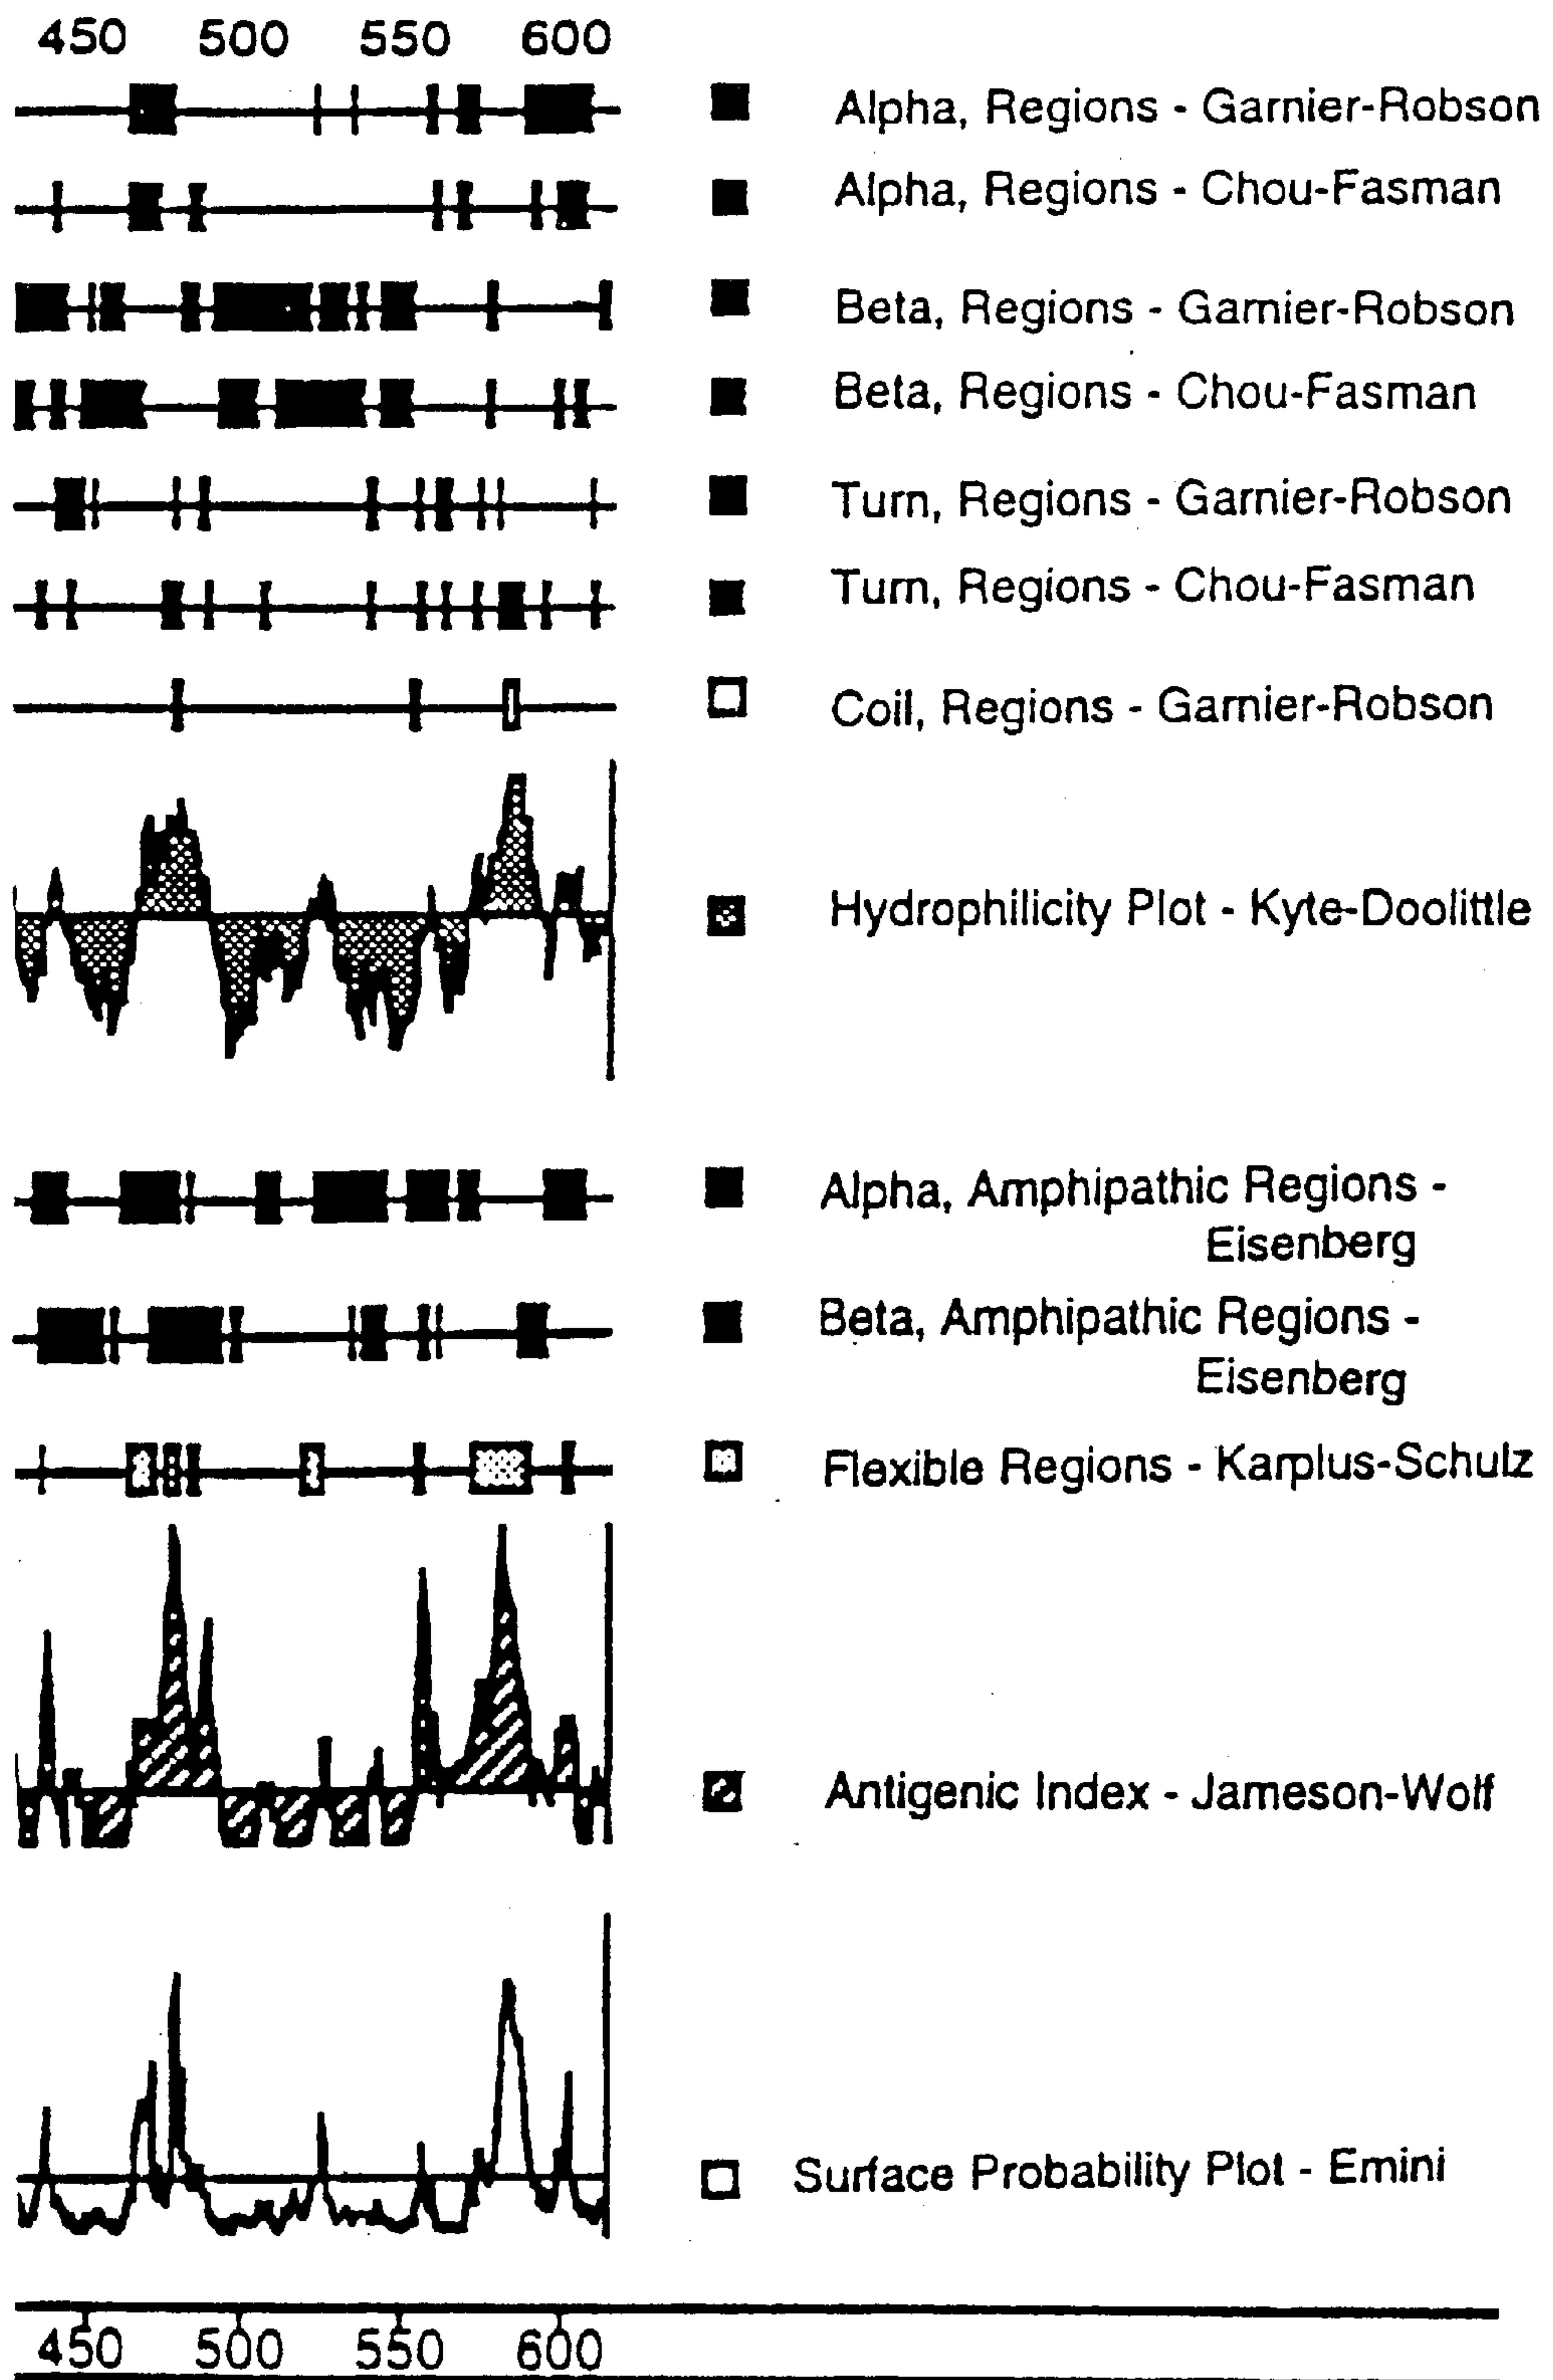 450 500 550 600
Alpha, Regions - Garnier-Robson
Alpha, Regions - Chou-Fasman
Beta, Regions - Garnier-Robson
Beta, Regions - Chou-Fasman
Turn, Regions - Garnier-Robson
Turn, Regions - Chou-Fasman
Coil, Regions - Garnier-Robson
Hydrophilicity Plot - Kyte-Doolittle
Alpha, Amphipathic Regions -
Eisenberg
Beta, Amphipathic Regions -
Eisenberg
Flexible Regions - Karplus-Schulz
Antigenic Index - Jameson-Wolf
Surface Probability Plot - Emini
450 500 550 600